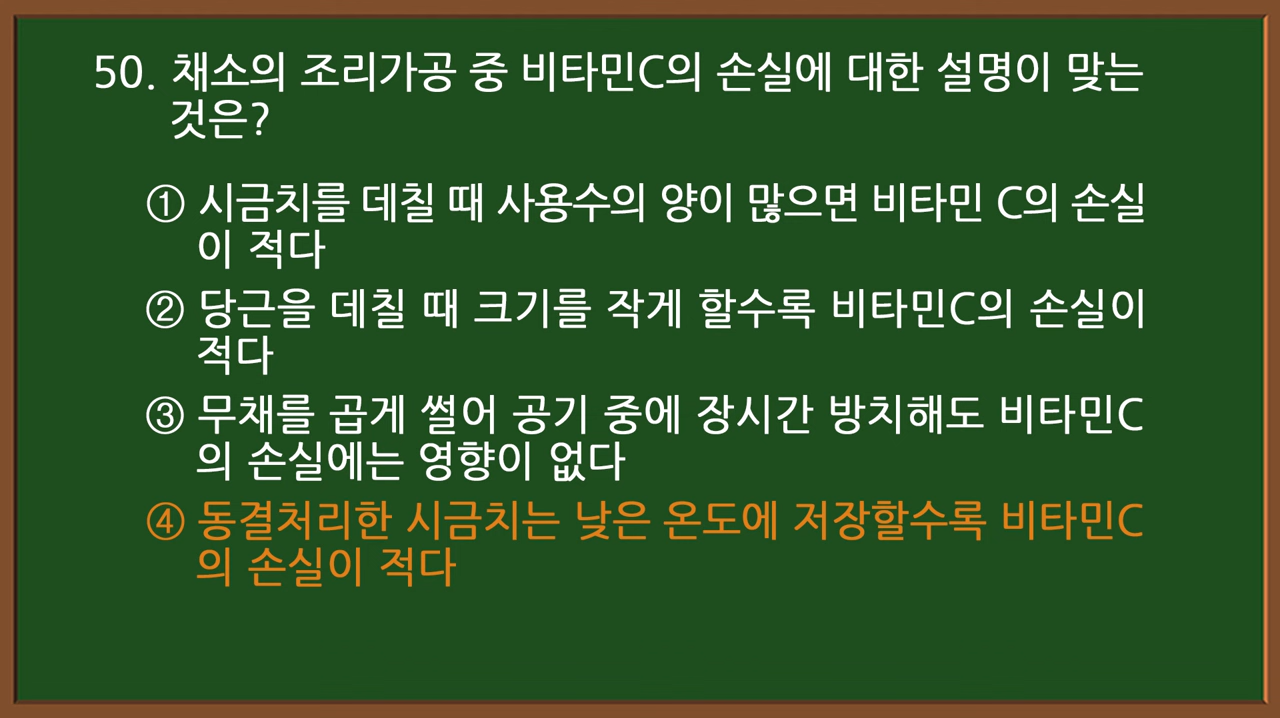 50. 채소의 조리가공 중 비타민C의 손실에 대한 설명이 맞는
것은?
① 시금치를 데칠 때 사용수의 양이 많으면 비타민 C의 손실
이 적다
② 당근을 데칠 때 크기를 작게 할수록 비타민C의 손실이
적다
③ 무채를 곱게 썰어 공기 중에 장시간 방치해도 비타민C
의 손실에는 영향이 없다
④ 동결처리한 시금치는 낮은 온도에 저장할수록 비타민C
의 손실이 적다